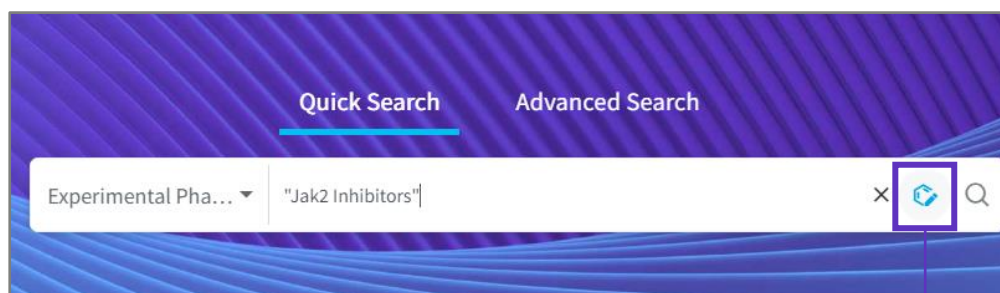 Quick Search Advanced Search
Experimental Pha... "Jak2 Inhibitors"